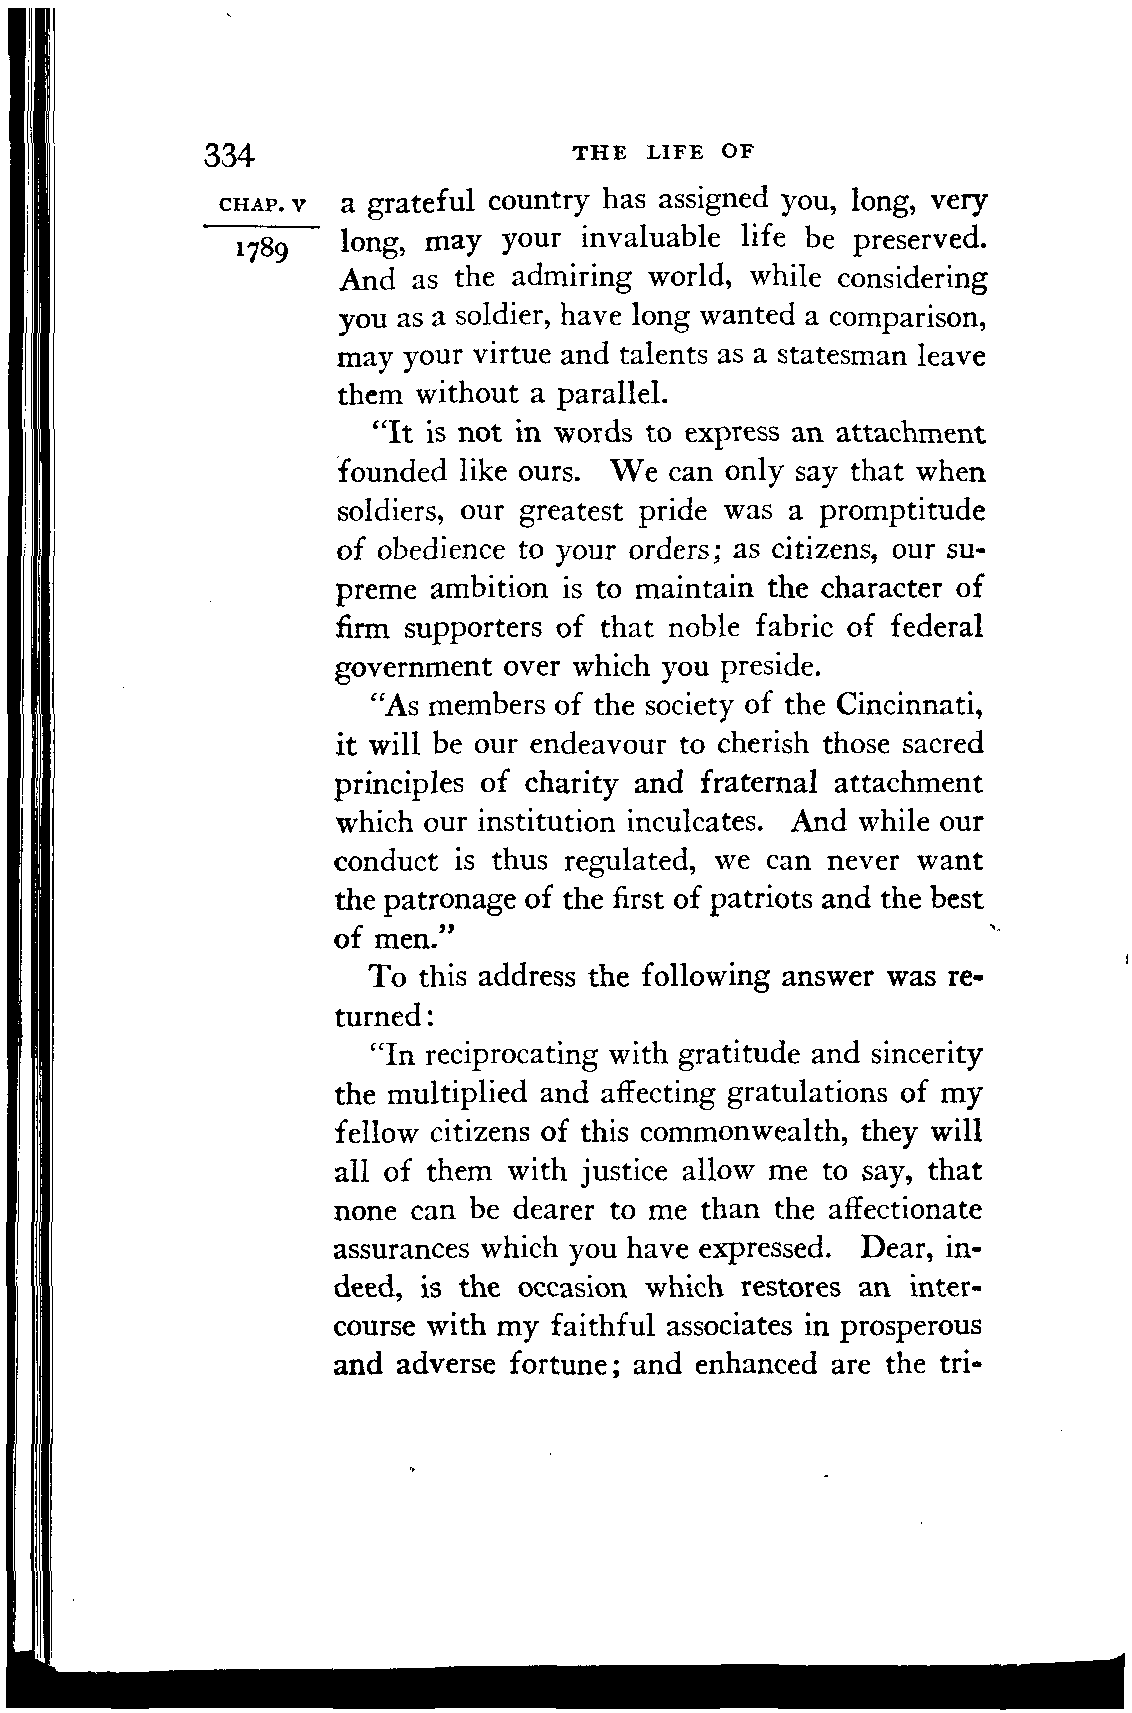 334 THE LIFE OF
CHAP. V a grateful country has assigned you, long, very
1789 long, may your invaluable life be preserved.
And as the admiring world, while considering
you as a soldier, have long wanted a comparison,
may your virtue and talents as a statesman leave
them without a parallel.
“It is not in words to express an attachment
founded like ours. We can only say that when
soldiers, our greatest pride was a promptitude
of obedience to your orders; as citizens, our su-
preme ambition is to maintain the character of
firm supporters of that noble fabric of federal
government over which you preside.
“As members of the society of the Cincinnati,
it will be our endeavour to cherish those sacred
principles of charity and fraternal attachment
which our institution inculcates. And while our
conduct is thus regulated, we can never want
the patronage of the first of patriots and the best
of men.”
To this address the following answer was re-
turned:
“In reciprocating with gratitude and sincerity
the multiplied and affecting gratulations of my
fellow citizens of this commonwealth, they will
all of them with justice allow me to say, that
none can be dearer to me than the affectionate
assurances which you have expressed. Dear, in-
deed, is the occasion which restores an inter-
course with my faithful associates in prosperous
and adverse fortune; and enhanced are the tri-